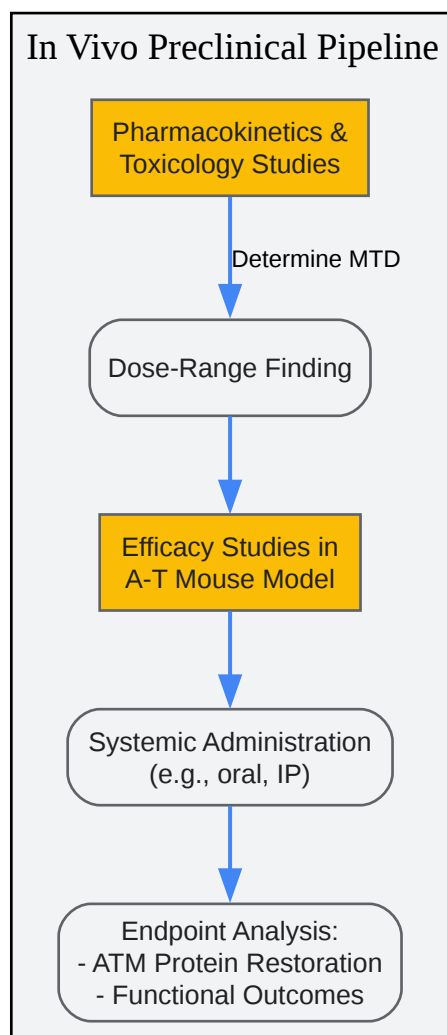 In Vivo Preclinical Pipeline
Pharmacokinetics &
Toxicology Studies
Determine MTD
Dose-Range Finding
Efficacy Studies in
A-T Mouse Model
Systemic Administration
(e.g., oral, IP)
Endpoint Analysis:
- ATM Protein Restoration
- Functional Outcomes